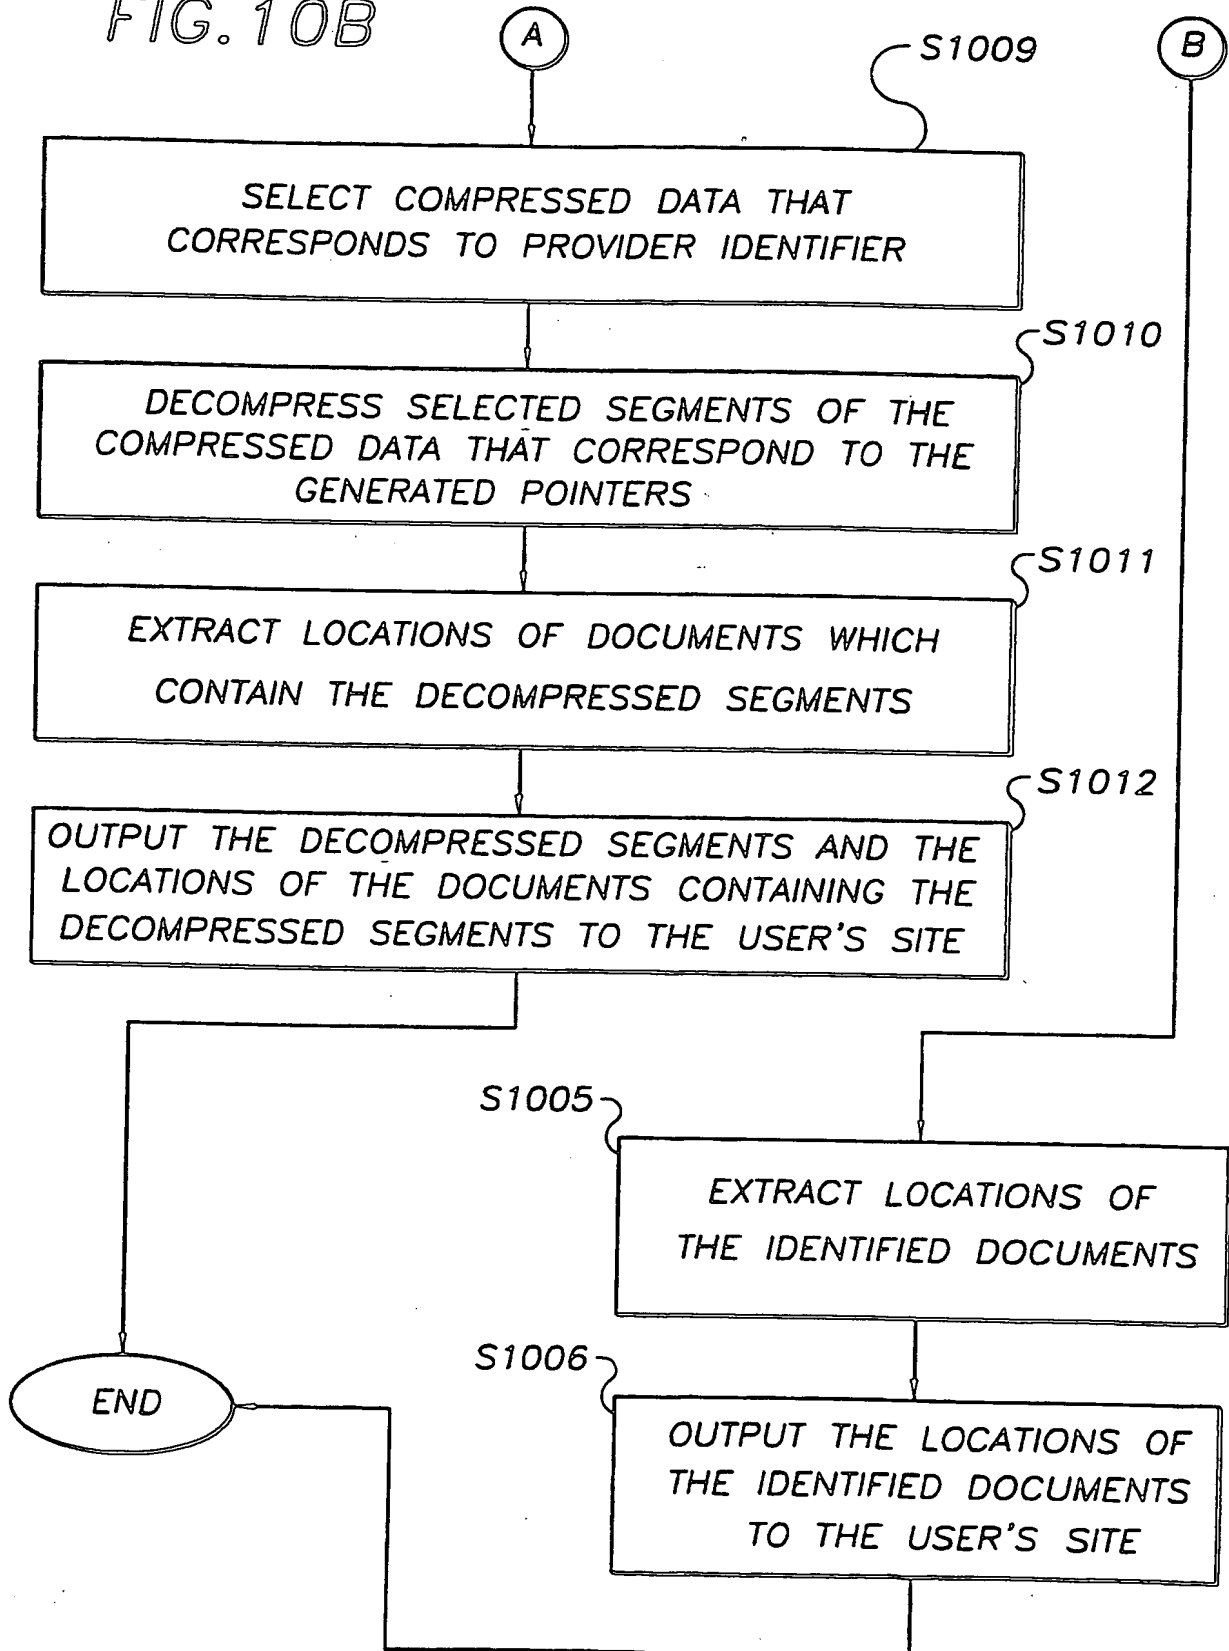 FIG. 10B
A
B
S1009
SELECT COMPRESSED DATA THAT
CORRESPONDS TO PROVIDER IDENTIFIER
S1010
DECOMPRESS SELECTED SEGMENTS OF THE
COMPRESSED DATA THAT CORRESPOND TO THE
GENERATED POINTERS
S1011
EXTRACT LOCATIONS OF DOCUMENTS WHICH
CONTAIN THE DECOMPRESSED SEGMENTS
S1012
OUTPUT THE DECOMPRESSED SEGMENTS AND THE
LOCATIONS OF THE DOCUMENTS CONTAINING THE
DECOMPRESSED SEGMENTS TO THE USER'S SITE
S1005
EXTRACT LOCATIONS OF
THE IDENTIFIED DOCUMENTS
S1006
OUTPUT THE LOCATIONS OF
THE IDENTIFIED DOCUMENTS
TO THE USER'S SITE
END